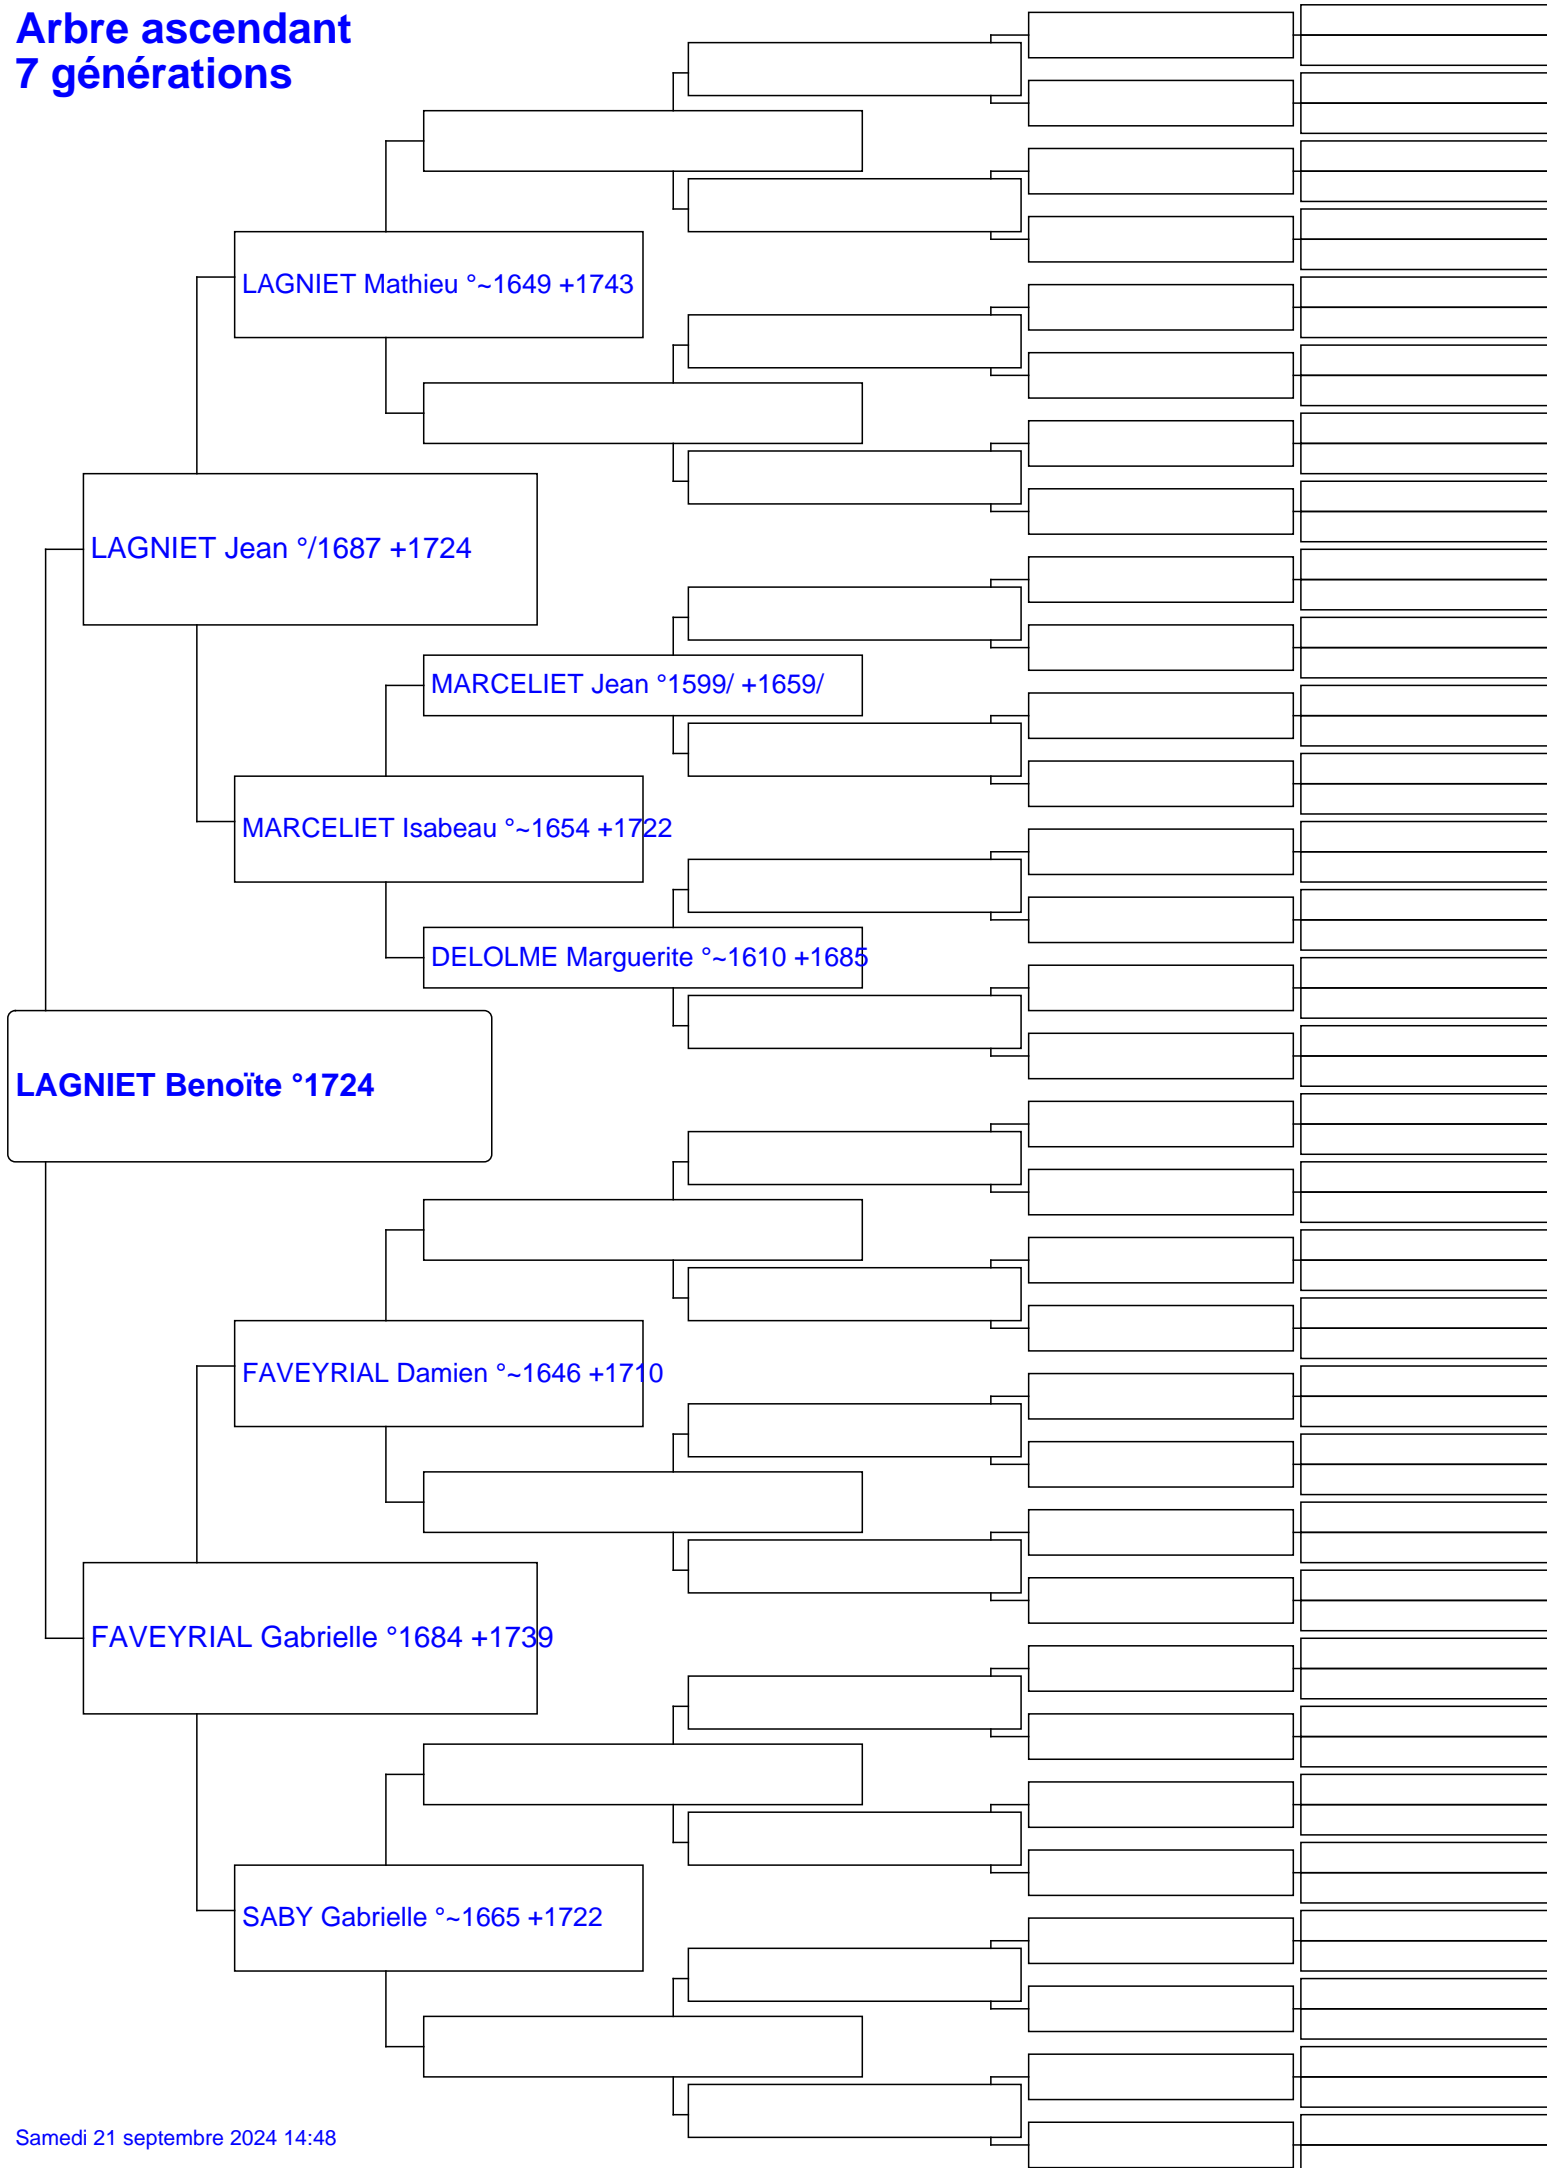 Arbre ascendant
7 générations
LAGNIET Mathieu °~1649 +1743
LAGNIET Jean °/1687 +1724
MARCELIET Jean °1599/ +1659/
MARCELIET Isabeau °~1654 +1722
DELOLME Marguerite °~1610 +1685
LAGNIET Benoïte °1724
FAVEYRIAL Damien °~1646 +1710
FAVEYRIAL Gabrielle °1684 +1739
SABY Gabrielle °~1665 +1722
Samedi 21 septembre 2024 14:48